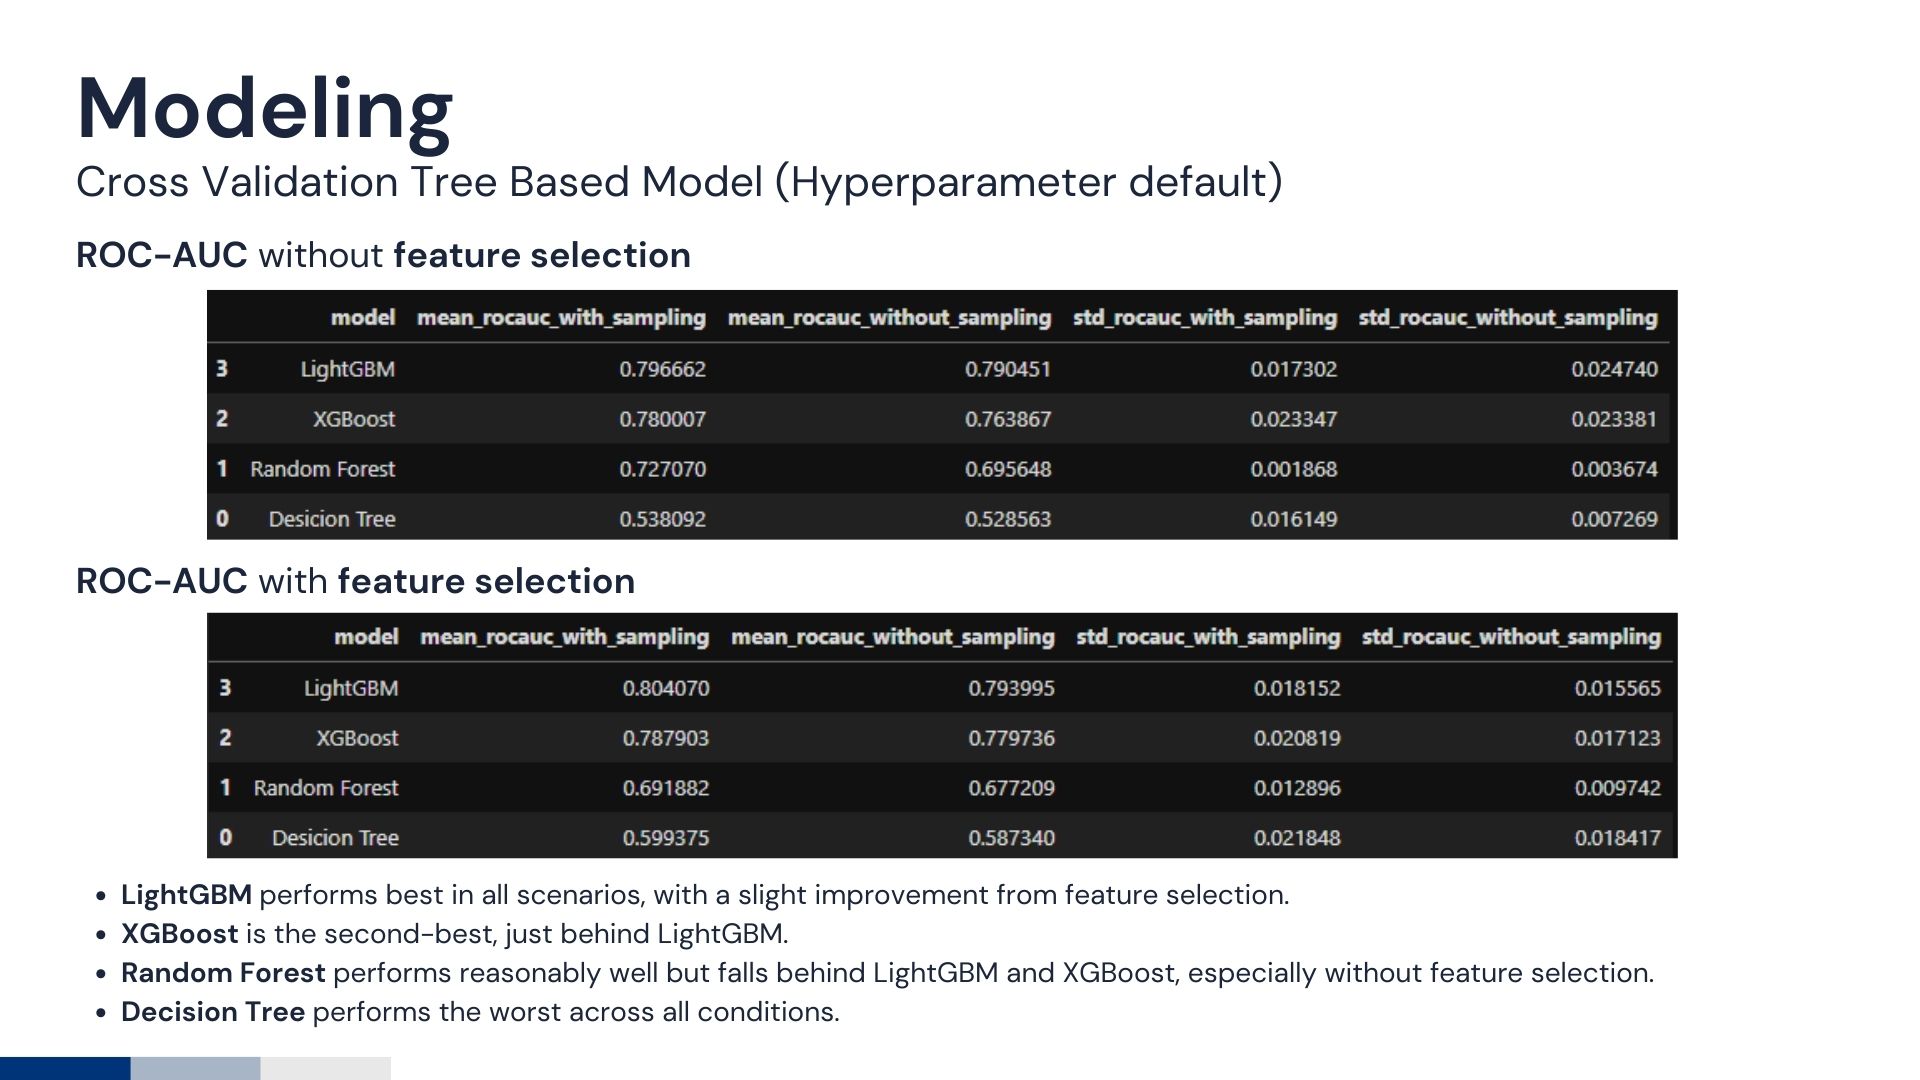 Modeling
Cross Validation Tree Based Model (Hyperparameter default)
ROC-AUC without feature selection
model mean_rocauc_with_sampling mean_rocauc_without_sampling std_rocauc_with_sampling std_rocauc_without_sampling
3 LightGBM 0.796662 0.790451 0.017302 0.024740
2 XGBoost 0.780007 0.763867 0.023347 0.023381
1 Random Forest 0.727070 0.695648 0.001868 0.003674
0 Desicion Tree 0.538092 0.528563 0.016149 0.007269
ROC-AUC with feature selection
model mean_rocauc_with_sampling mean_rocauc_without_sampling std_rocauc_with_sampling std_rocauc_without_sampling
3 LightGBM 0.804070 0.793995 0.018152 0.015565
2 XGBoost 0.787903 0.779736 0.020819 0.017123
1 Random Forest 0.691882 0.677209 0.012896 0.009742
0 Desicion Tree 0.599375 0.587340 0.021848 0.018417
• LightGBM performs best in all scenarios, with a slight improvement from feature selection.
• XGBoost is the second-best, just behind LightGBM.
• Random Forest performs reasonably well but falls behind LightGBM and XGBoost, especially without feature selection.
• Decision Tree performs the worst across all conditions.